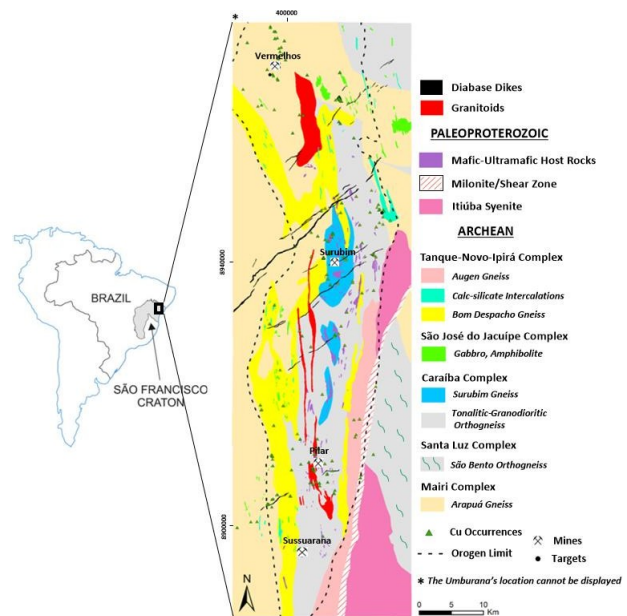 *
400000
Vermelhos
8940000
Surubim
BRAZIL
SÃO FRANCISCO
CRATON
Pilar
8900000
Sussuarana
N
Diabase Dikes
Granitoids
PALEOPROTEROZOIC
Mafic-Ultramafic Host Rocks
Milonite/Shear Zone
Itiúba Syenite
ARCHEAN
Tanque-Novo-Ipirá Complex
Augen Gneiss
Calc-silicate Intercalations
Bom Despacho Gneiss
São José do Jacuípe Complex
Gabbro, Amphibolite
Caraíba Complex
Surubim Gneiss
Tonalitic-Granodioritic
Orthogneiss
Santa Luz Complex
São Bento Orthogneiss
Mairi Complex
Arapuá Gneiss
Cu Occurrences
Mines
Orogen Limit
Targets
* The Umburana's location cannot be displayed
0 5 10
Km